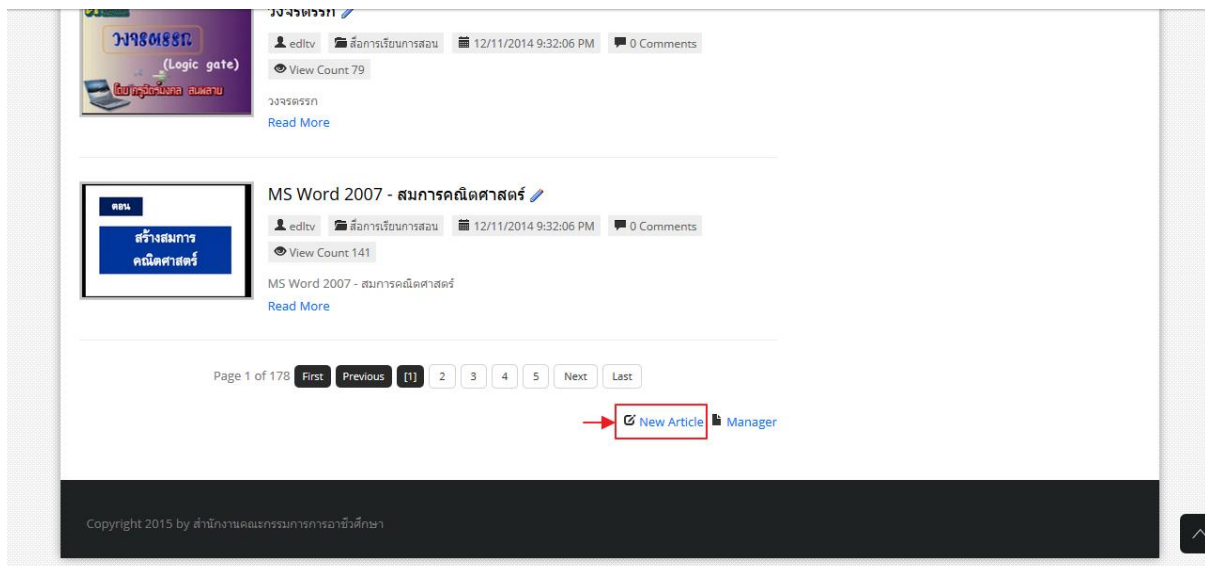 วงจรตรรก
วงจรตรรก
(Logic gate)
edltv สื่อการเรียนการสอน 12/11/2014 9:32:06 PM 0 Comments
View Count 79
วงจรตรรก
Read More
ตอน
สร้างสมการ
คณิตศาสตร์
MS Word 2007 - สมการคณิตศาสตร์
edltv สื่อการเรียนการสอน 12/11/2014 9:32:06 PM 0 Comments
View Count 141
MS Word 2007 - สมการคณิตศาสตร์
Read More
Page 1 of 178 First Previous [1] 2 3 4 5 Next Last
New Article Manager
Copyright 2015 by สำนักงานคณะกรรมการการอาชีวศึกษา